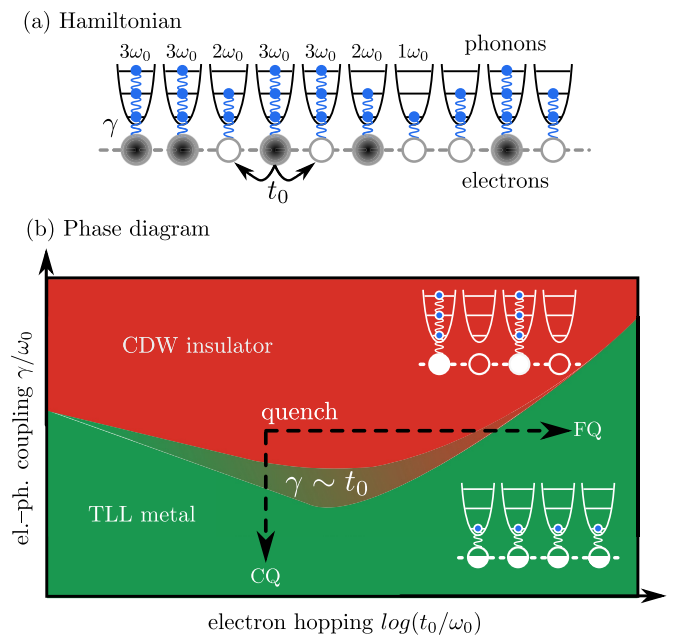 (a) Hamiltonian
3ω₀ 3ω₀ 2ω₀ 3ω₀ 3ω₀ 2ω₀ 1ω₀ phonons
γ
t₀ electrons
(b) Phase diagram
CDW insulator
quench
FQ
γ ∼ t₀
TLL metal
CQ
el.–ph. coupling γ/ω₀
electron hopping log(t₀/ω₀)